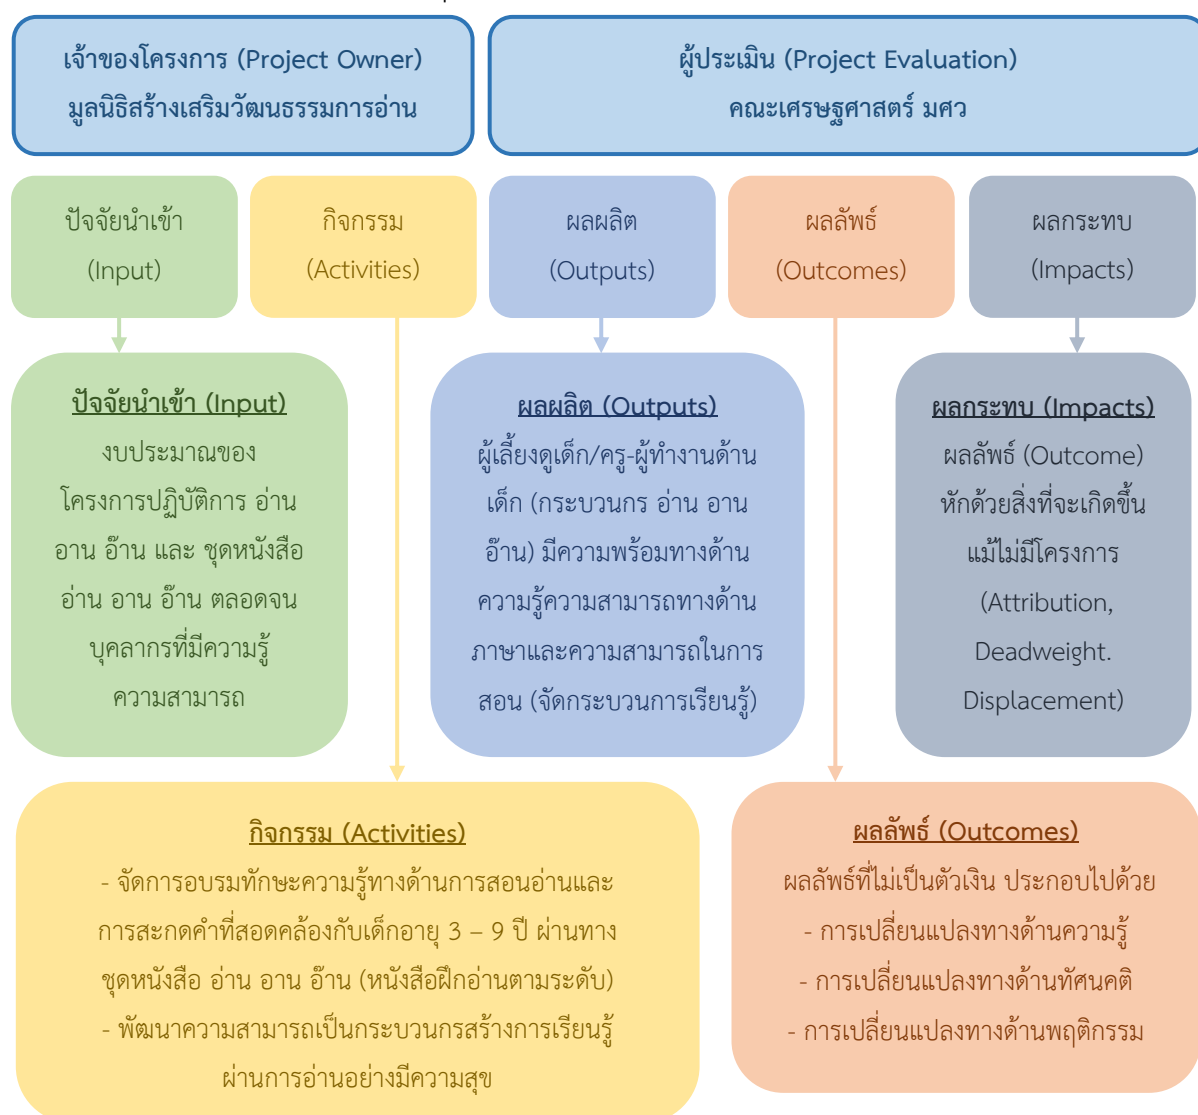 เจ้าของโครงการ (Project Owner)
มูลนิธิสร้างเสริมวัฒนธรรมการอ่าน
ผู้ประเมิน (Project Evaluation)
คณะเศรษฐศาสตร์ มศว
ปัจจัยนำเข้า
(Input)
กิจกรรม
(Activities)
ผลผลิต
(Outputs)
ผลลัพธ์
(Outcomes)
ผลกระทบ
(Impacts)
ปัจจัยนำเข้า (Input)
งบประมาณของ
โครงการปฏิบัติการ อ่าน
อาน อ๊าน และ ชุดหนังสือ
อ่าน อาน อ๊าน ตลอดจน
บุคลากรที่มีความรู้
ความสามารถ
ผลผลิต (Outputs)
ผู้เลี้ยงดูเด็ก/ครู-ผู้ทำงานด้าน
เด็ก (กระบวนกร อ่าน อาน
อ๊าน) มีความพร้อมทางด้าน
ความรู้ความสามารถทางด้าน
ภาษาและความสามารถในการ
สอน (จัดกระบวนการเรียนรู้)
ผลกระทบ (Impacts)
ผลลัพธ์ (Outcome)
หักด้วยสิ่งที่จะเกิดขึ้น
แม้ไม่มีโครงการ
(Attribution,
Deadweight.
Displacement)
กิจกรรม (Activities)
- จัดการอบรมทักษะความรู้ทางด้านการสอนอ่านและ
การสะกดคำที่สอดคล้องกับเด็กอายุ 3 – 9 ปี ผ่านทาง
ชุดหนังสือ อ่าน อาน อ๊าน (หนังสือฝึกอ่านตามระดับ)
- พัฒนาความสามารถเป็นกระบวนกรสร้างการเรียนรู้
ผ่านการอ่านอย่างมีความสุข
ผลลัพธ์ (Outcomes)
ผลลัพธ์ที่ไม่เป็นตัวเงิน ประกอบไปด้วย
- การเปลี่ยนแปลงทางด้านความรู้
- การเปลี่ยนแปลงทางด้านทัศนคติ
- การเปลี่ยนแปลงทางด้านพฤติกรรม